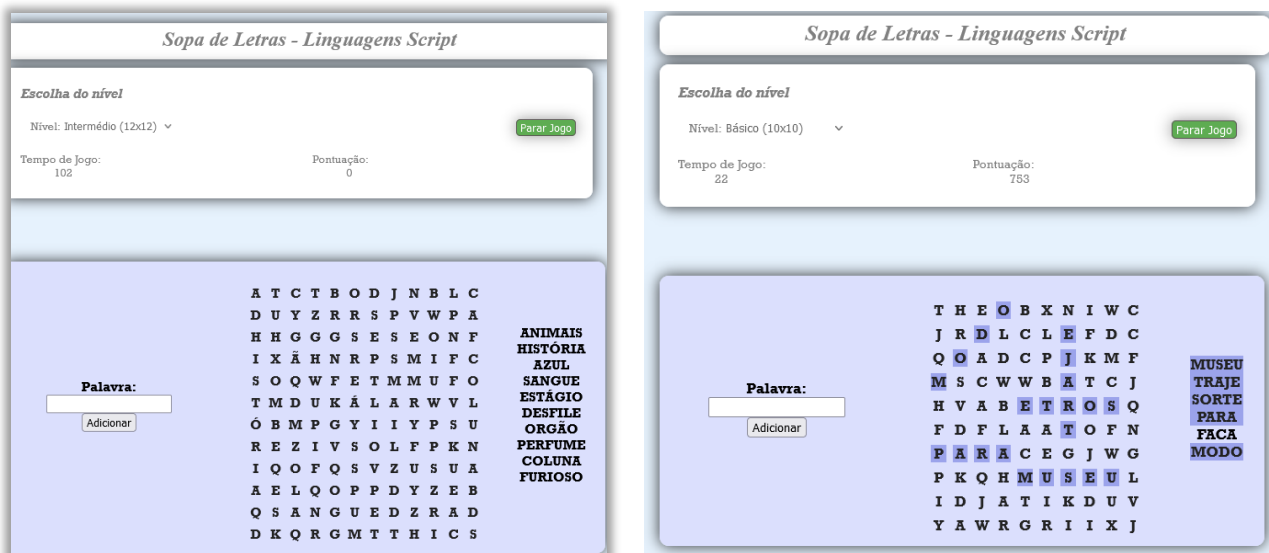 Sopa de Letras - Linguagens Script
Escolha do nível
Nível: Intermédio (12x12)
Parar Jogo
Tempo de Jogo:
102
Pontuação:
0
Palavra:
Adicionar
A T C T B O D J N B L C
D U Y Z R R S P V W P A
H H G G G S E S E O N F
I X Ã H N R P S M I F C
S O Q W F E T M M U F O
T M D U K Á L A R W V L
Ó B M P G Y I I Y P S U
R E Z I V S O L F P K N
I Q O F Q S V Z U S U A
A E L Q O P P D Y Z E B
Q S A N G U E D Z R A D
D K Q R G M T T H I C S
ANIMAIS
HISTÓRIA
AZUL
SANGUE
ESTÁGIO
DESFILE
ORGÃO
PERFUME
COLUNA
FURIOSO
Sopa de Letras - Linguagens Script
Escolha do nível
Nível: Básico (10x10)
Parar Jogo
Tempo de Jogo:
22
Pontuação:
753
Palavra:
Adicionar
T H E O B X N I W C
J R D L C L E F D C
Q O A D C P J K M F
M S C W W B A T C J
H V A B E T R O S Q
F D F L A A T O F N
P A R A C E G J W G
P K Q H M U S E U L
I D J A T I K D U V
Y A W R G R I I X J
MUSEU
TRAJE
SORTE
PARA
FACA
MODO